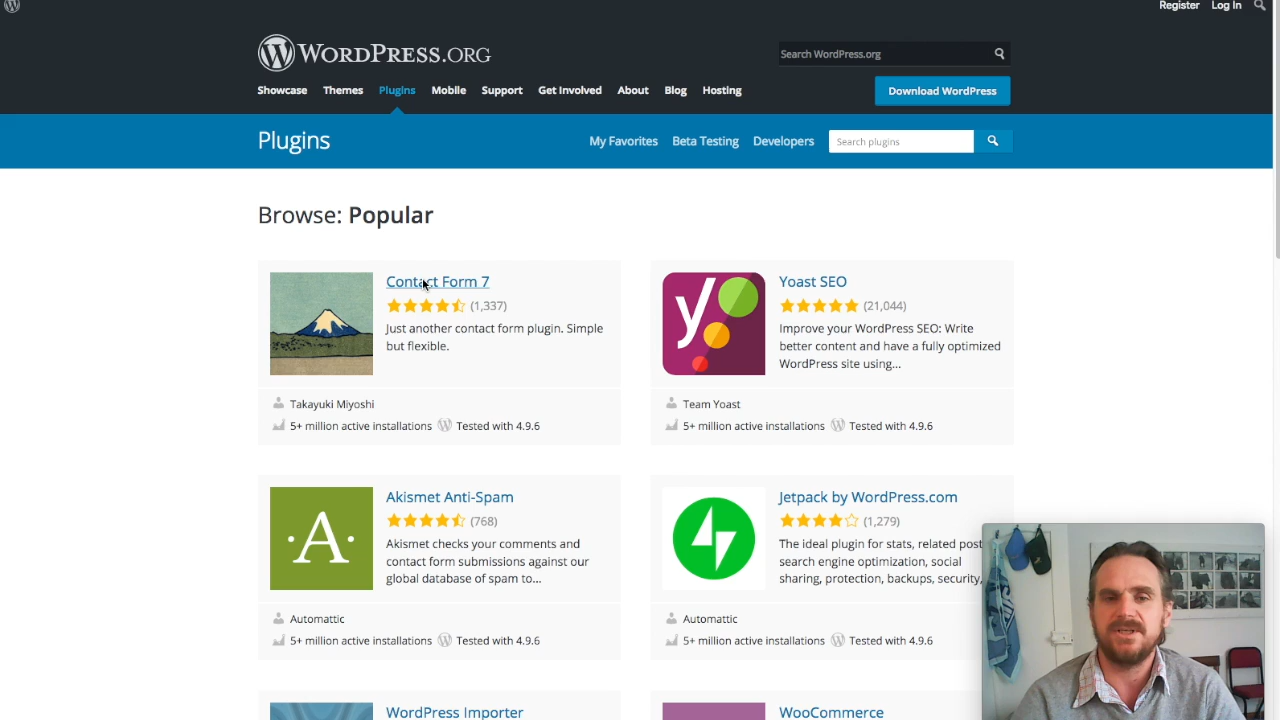 Register Log In
WORDPRESS.ORG
Search WordPress.org
Showcase Themes Plugins Mobile Support Get Involved About Blog Hosting
Download WordPress
Plugins
My Favorites Beta Testing Developers
Search plugins
Browse: Popular
Contact Form 7
(1,337)
Just another contact form plugin. Simple
but flexible.
Takayuki Miyoshi
5+ million active installations Tested with 4.9.6
Yoast SEO
(21,044)
Improve your WordPress SEO: Write
better content and have a fully optimized
WordPress site using...
Team Yoast
5+ million active installations Tested with 4.9.6
Akismet Anti-Spam
(768)
Akismet checks your comments and
contact form submissions against our
global database of spam to...
Automattic
5+ million active installations Tested with 4.9.6
Jetpack by WordPress.com
(1,279)
The ideal plugin for stats, related post
search engine optimization, social
sharing, protection, backups, security,
Automattic
5+ million active installations Tested with 4.9.6
WordPress Importer
WooCommerce